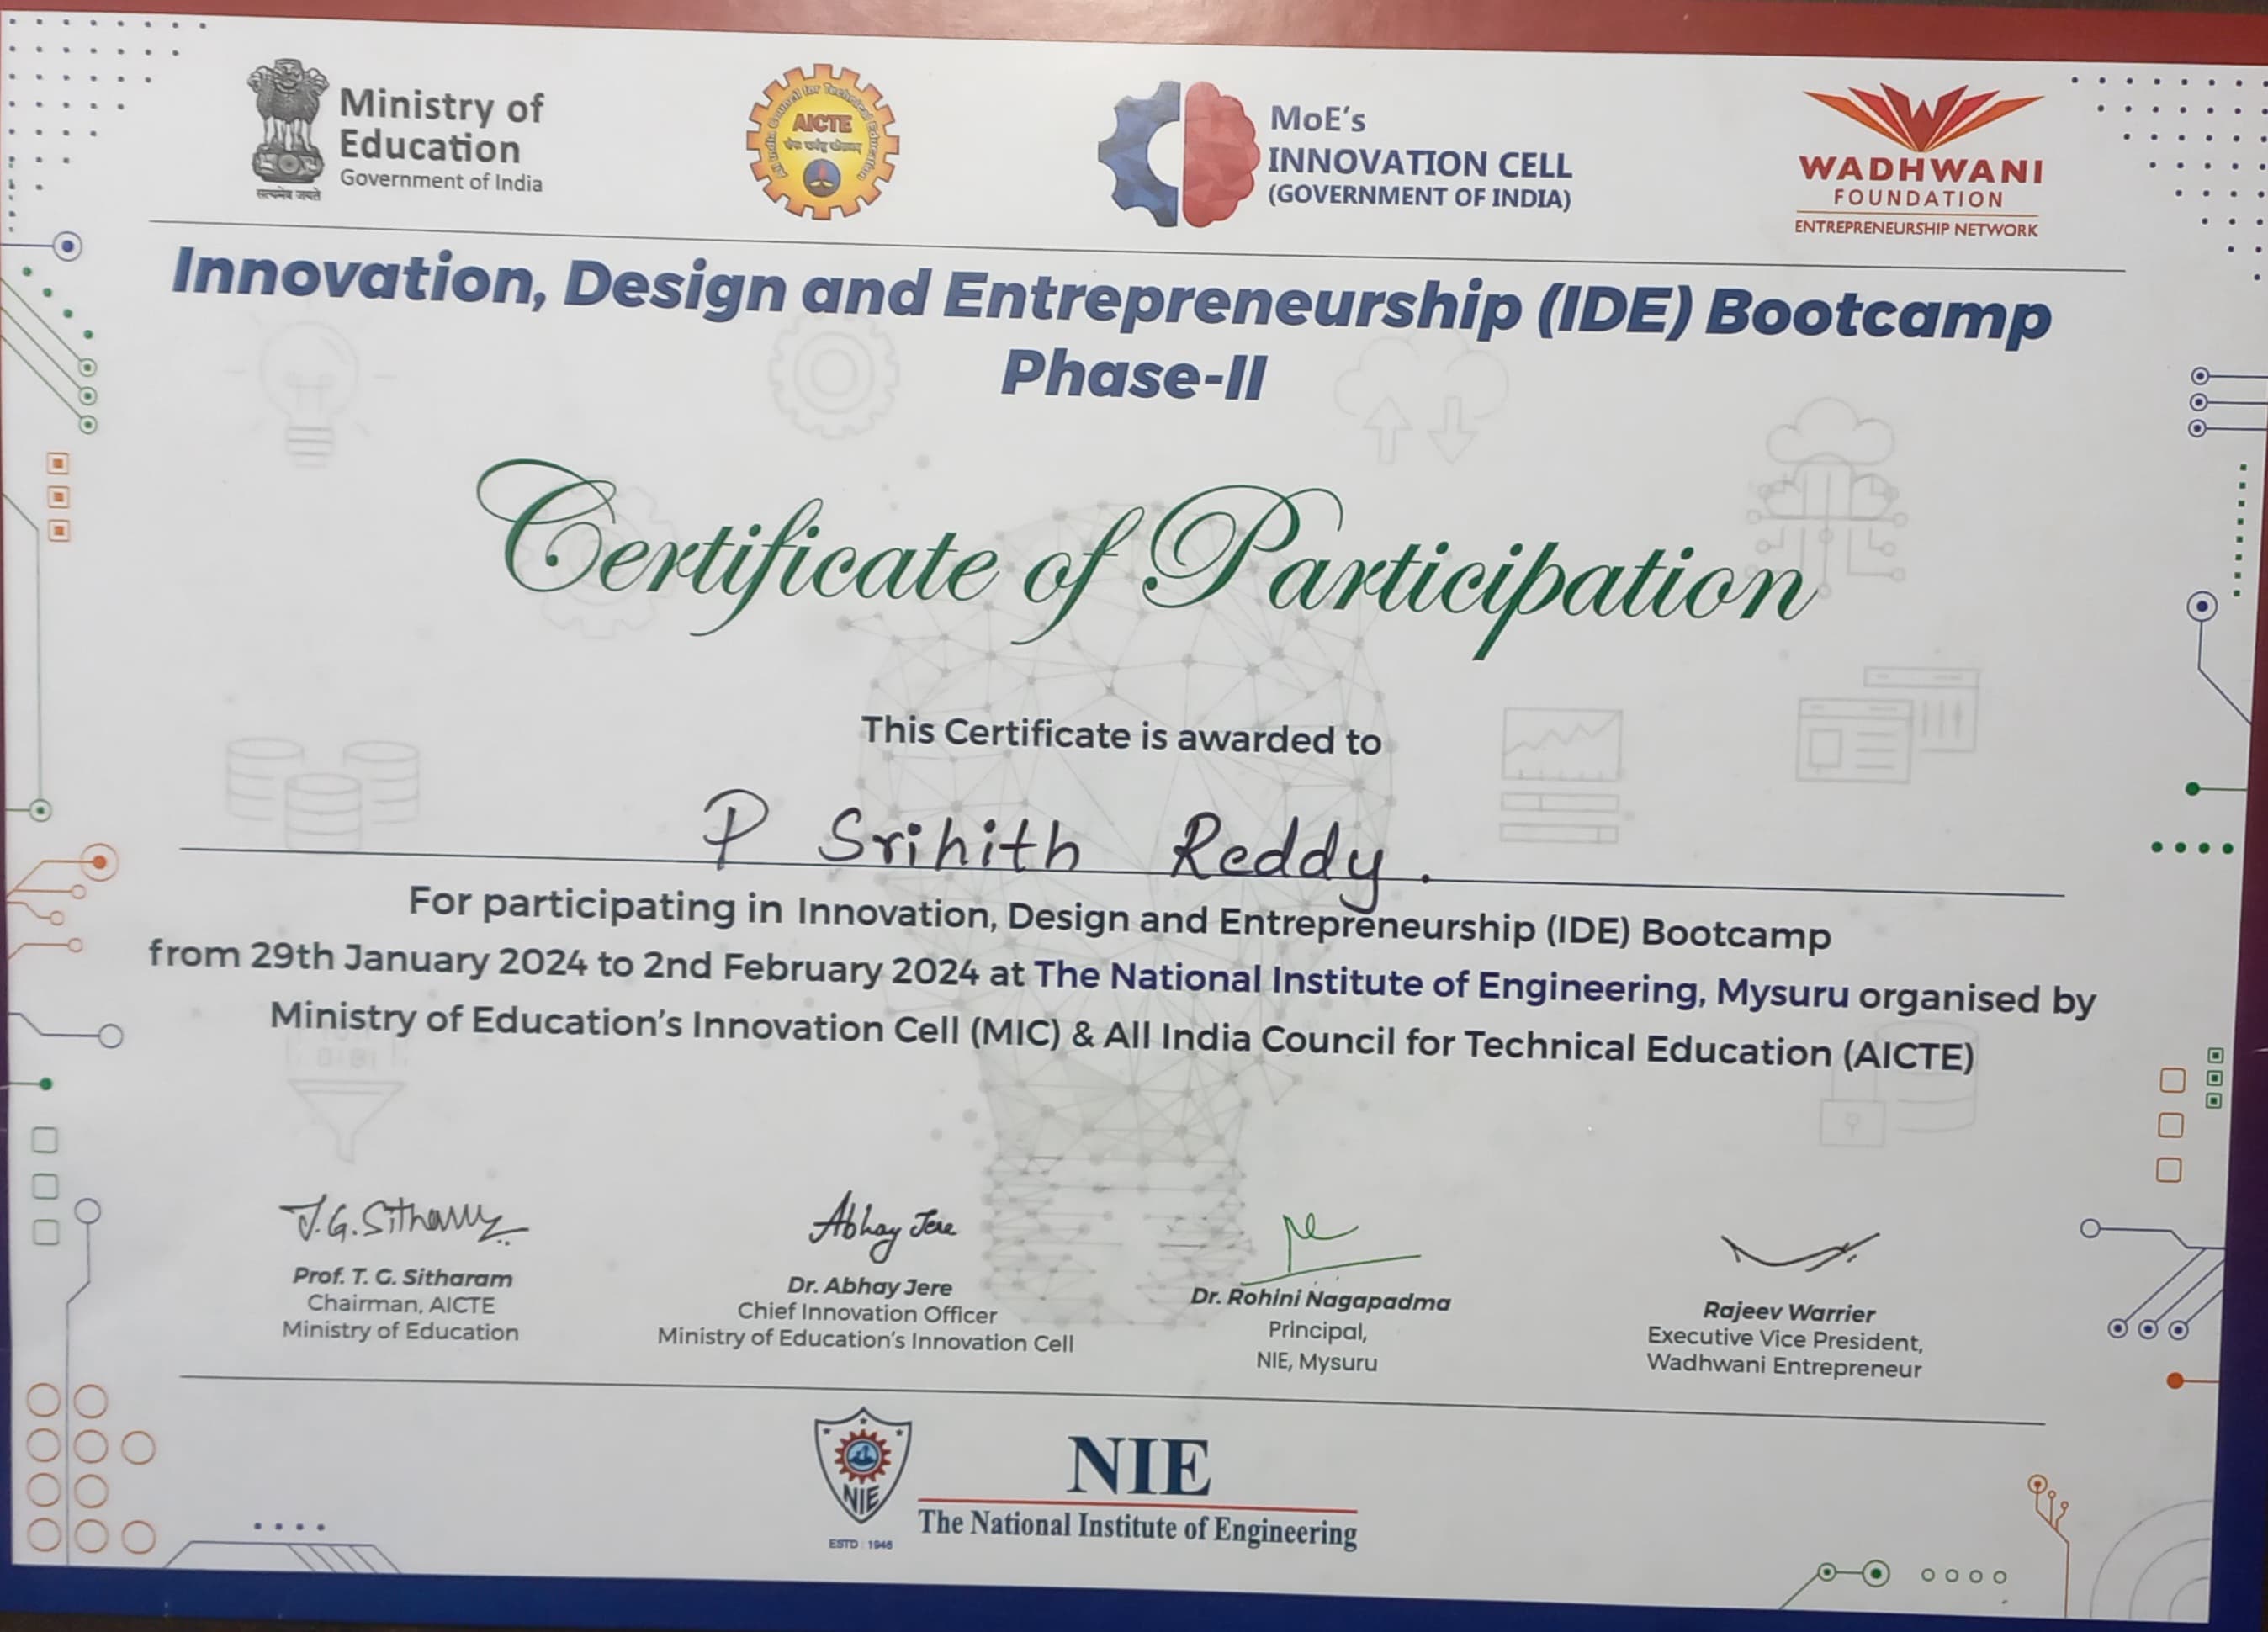 Ministry of
Education
Government of India
सत्यमेव जयते
All India Council for Technical Education
AICTE
MoE's
INNOVATION CELL
(GOVERNMENT OF INDIA)
WADHWANI
FOUNDATION
ENTREPRENEURSHIP NETWORK
Innovation, Design and Entrepreneurship (IDE) Bootcamp
Phase-II
Certificate of Participation
This Certificate is awarded to
P Srihith Reddy.
For participating in Innovation, Design and Entrepreneurship (IDE) Bootcamp
from 29th January 2024 to 2nd February 2024 at The National Institute of Engineering, Mysuru organised by
Ministry of Education's Innovation Cell (MIC) & All India Council for Technical Education (AICTE)
T.G.Sitharam
Abhay Jere
Prof. T. G. Sitharam
Chairman, AICTE
Ministry of Education
Dr. Abhay Jere
Chief Innovation Officer
Ministry of Education's Innovation Cell
Dr. Rohini Nagapadma
Principal,
NIE, Mysuru
Rajeev Warrier
Executive Vice President,
Wadhwani Entrepreneur
NIE
ESTD 1946
NIE
The National Institute of Engineering